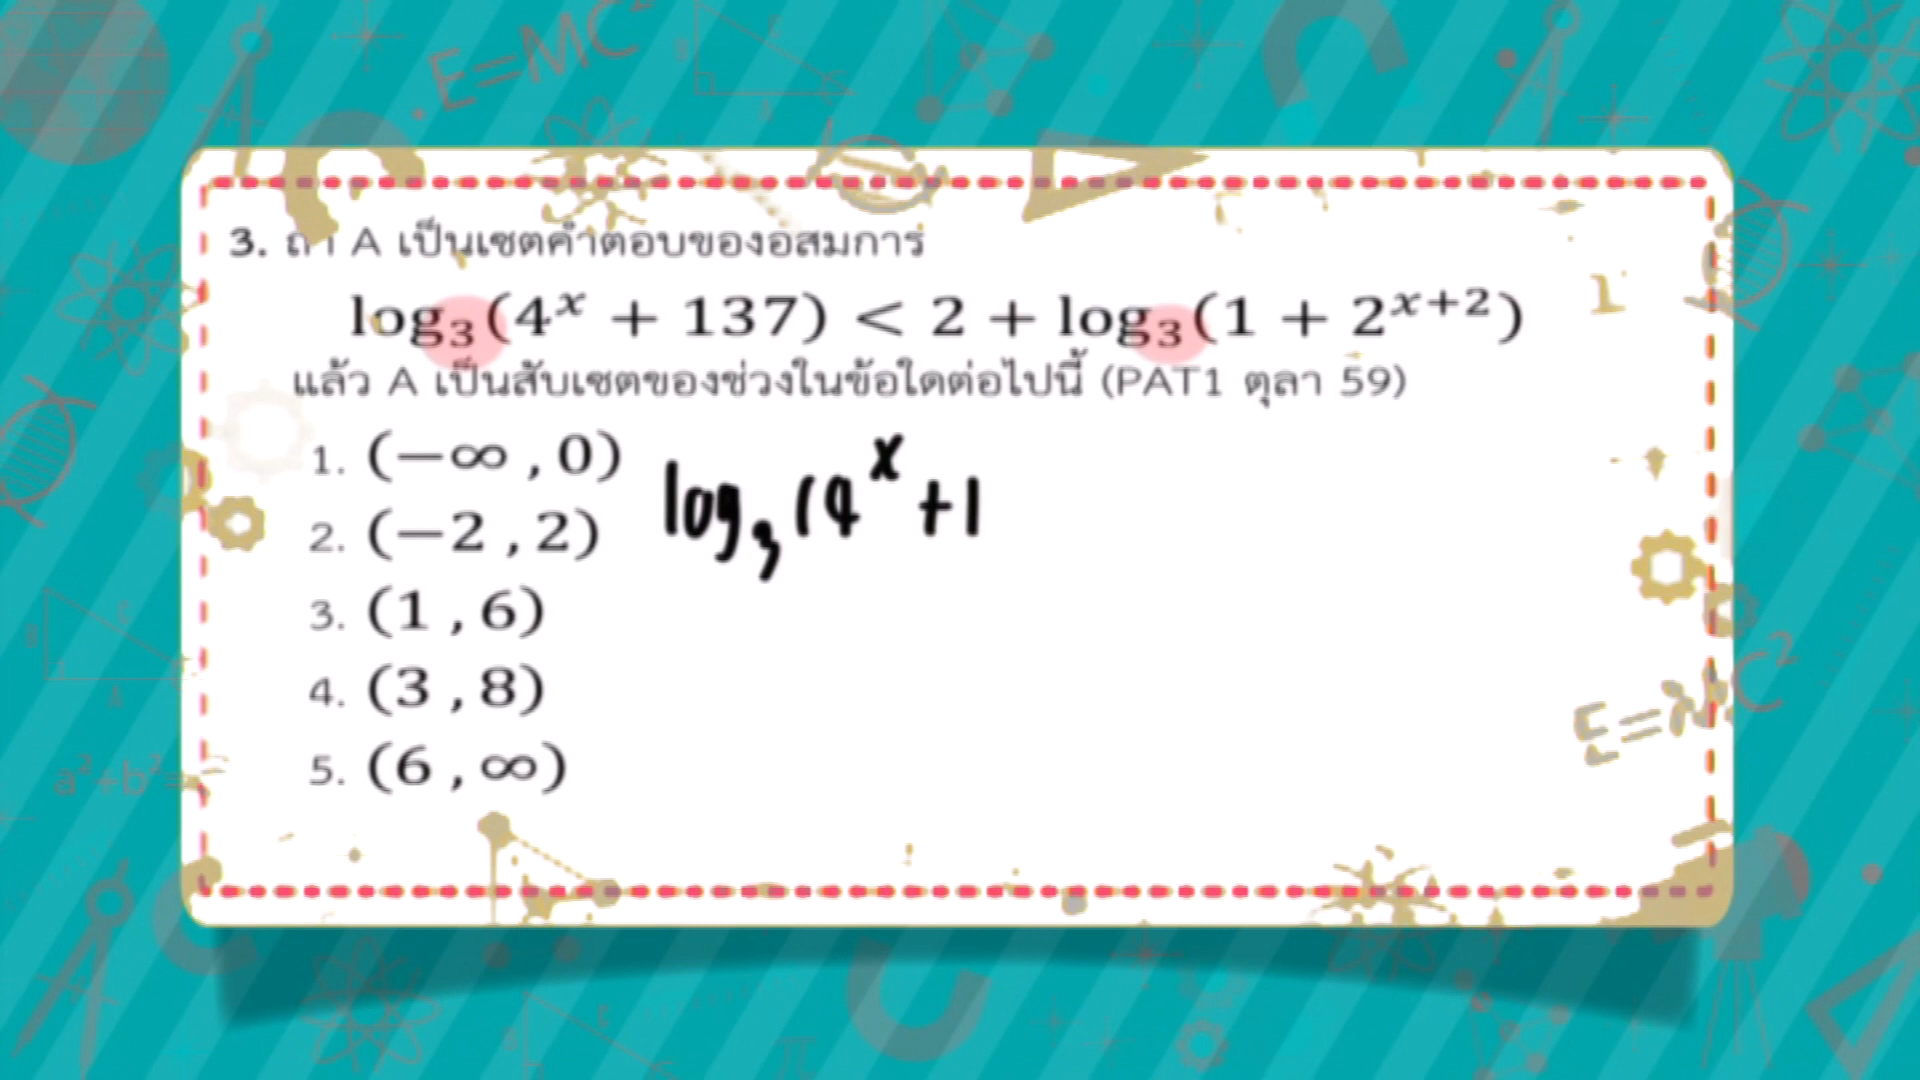 E=MC²
3. ถ้า A เป็นเซตคำตอบของอสมการ
log₃(4ˣ + 137) < 2 + log₃(1 + 2ˣ⁺²)
แล้ว A เป็นสับเซตของช่วงในข้อใดต่อไปนี้ (PAT1 ตุลา 59)
1. (−∞ , 0)
log₃(4ˣ+1
2. (−2 , 2)
3. (1 , 6)
4. (3 , 8)
E=MC²
5. (6 , ∞)
a²+b²=